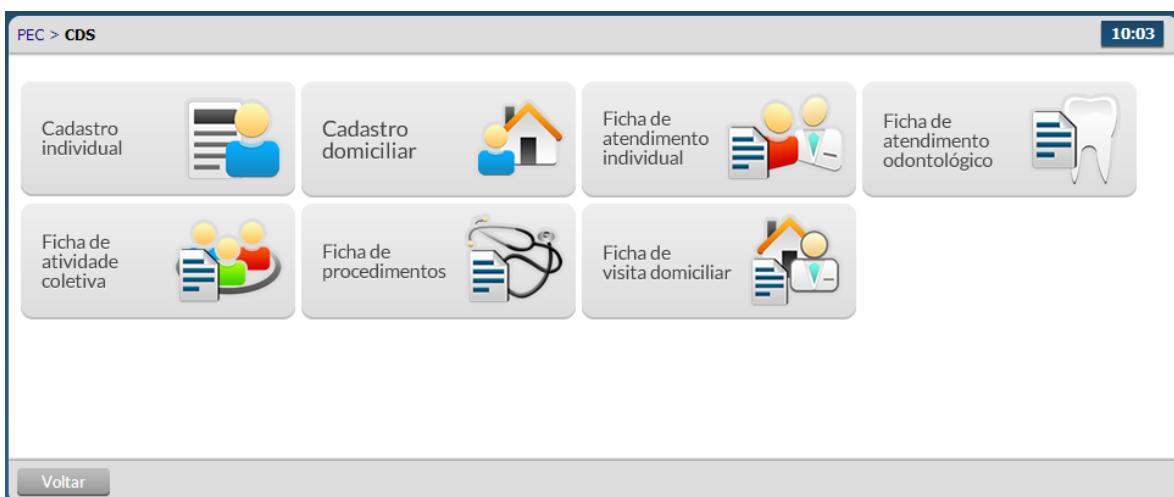 PEC > CDS
10:03
Cadastro
individual
Cadastro
domiciliar
Ficha de
atendimento
individual
Ficha de
atendimento
odontológico
Ficha de
atividade
coletiva
Ficha de
procedimentos
Ficha de
visita domiciliar
Voltar